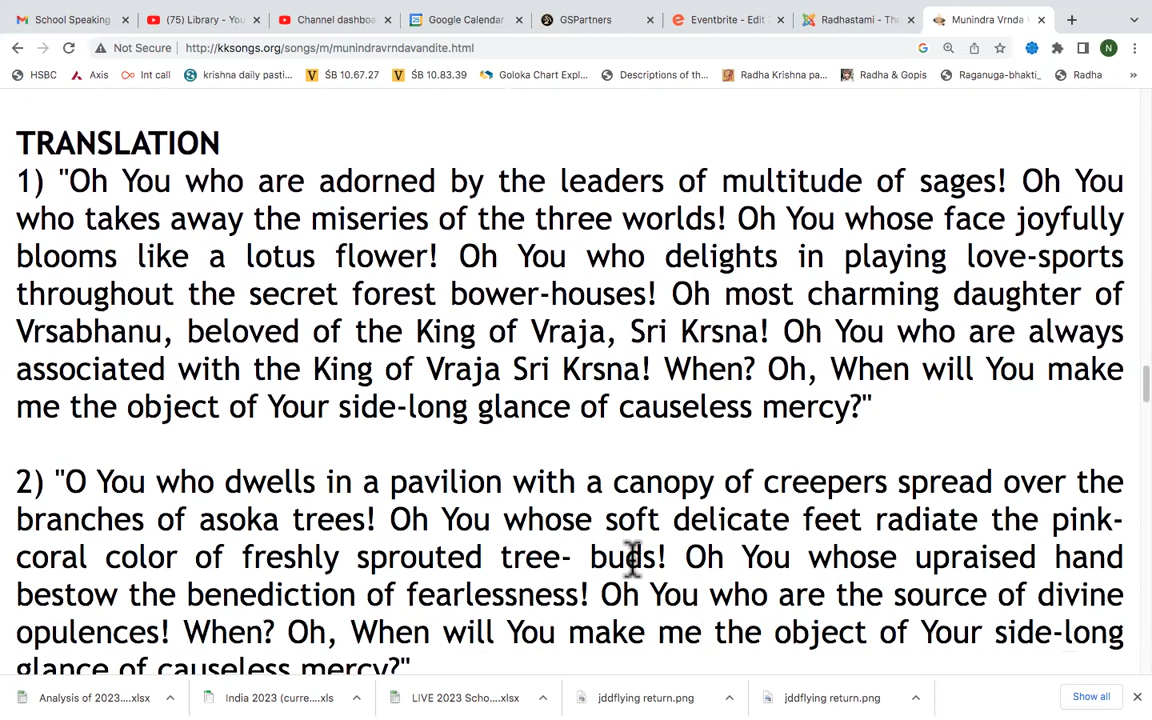 School Speaking
(75) Library - You
Channel dashboa
Google Calendar
GSPartners
Eventbrite - Edit
Radhastami - The
Munindra Vrnda
Not Secure | http://kksongs.org/songs/m/munindravrndavandite.html
N
HSBC
Axis
Int call
krishna daily pasti...
V ŚB 10.67.27
V ŚB 10.83.39
Goloka Chart Expl...
Descriptions of th...
Radha Krishna pa...
Radha & Gopis
Raganuga-bhakti_
Radha
»
TRANSLATION
1) "Oh You who are adorned by the leaders of multitude of sages! Oh You
who takes away the miseries of the three worlds! Oh You whose face joyfully
blooms like a lotus flower! Oh You who delights in playing love-sports
throughout the secret forest bower-houses! Oh most charming daughter of
Vrsabhanu, beloved of the King of Vraja, Sri Krsna! Oh You who are always
associated with the King of Vraja Sri Krsna! When? Oh, When will You make
me the object of Your side-long glance of causeless mercy?"
2) "O You who dwells in a pavilion with a canopy of creepers spread over the
branches of asoka trees! Oh You whose soft delicate feet radiate the pink-
coral color of freshly sprouted tree- buds! Oh You whose upraised hand
bestow the benediction of fearlessness! Oh You who are the source of divine
opulences! When? Oh, When will You make me the object of Your side-long
glance of causeless mercy?"
Analysis of 2023....xlsx
India 2023 (curre....xls
LIVE 2023 Scho....xlsx
jddflying return.png
jddflying return.png
Show all